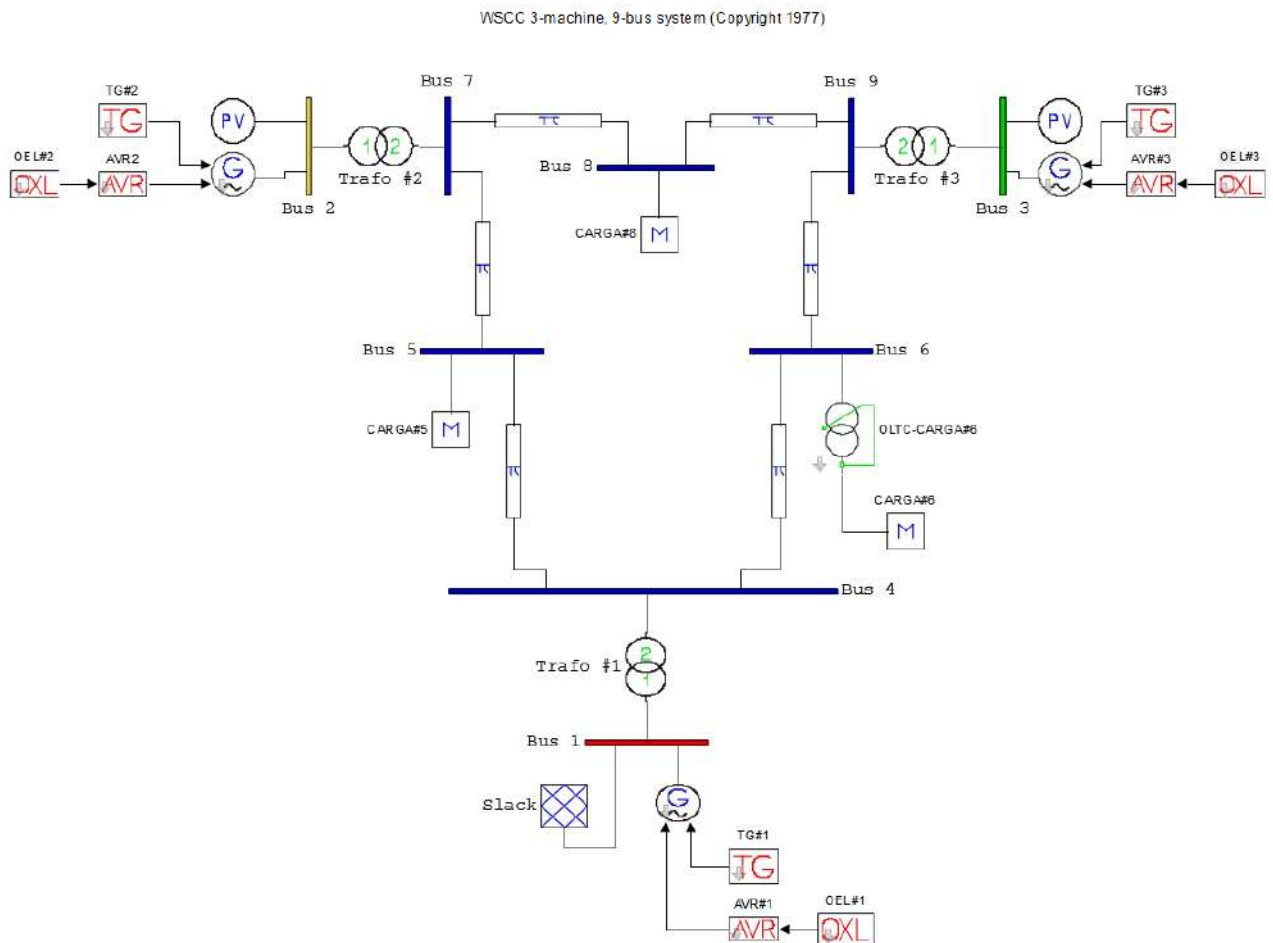 WSCC 3-machine, 9-bus system (Copyright 1977)
Bus 7
Bus 9
TG#2
TG
PV
OEL#2
OXL
AVR2
AVR
G
1 2
Trafo #2
Bus 2
π
π
Bus 8
CARGA#8
M
2 1
Trafo #3
Bus 3
PV
G
TG#3
TG
AVR#3
AVR
OEL#3
OXL
π
π
Bus 5
Bus 6
CARGA#5
M
OLTC-CARGA#6
π
π
CARGA#6
M
Bus 4
Trafo #1
2
1
Bus 1
Slack
G
TG#1
TG
AVR#1
AVR
OEL#1
OXL